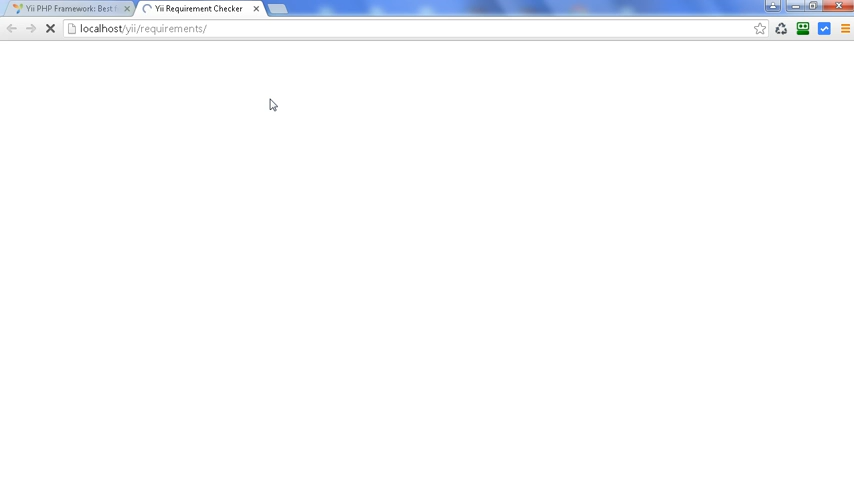 Yii PHP Framework: Best f
Yii Requirement Checker
localhost/yii/requirements/